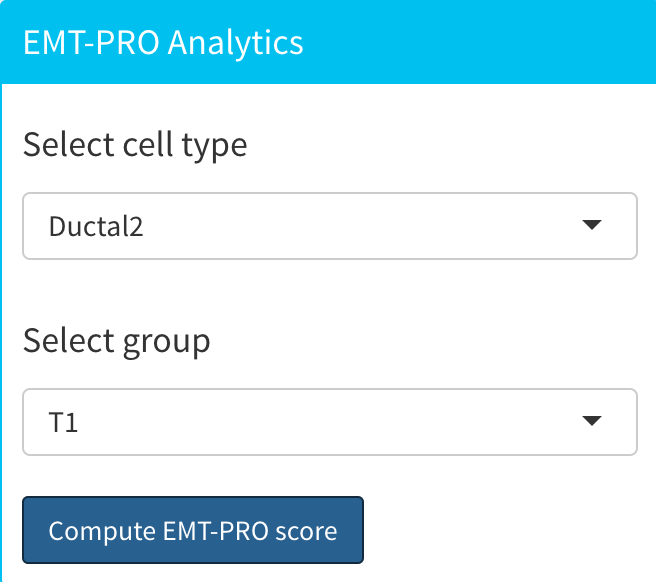 EMT-PRO Analytics
Select cell type
Ductal2
Select group
T1
Compute EMT-PRO score